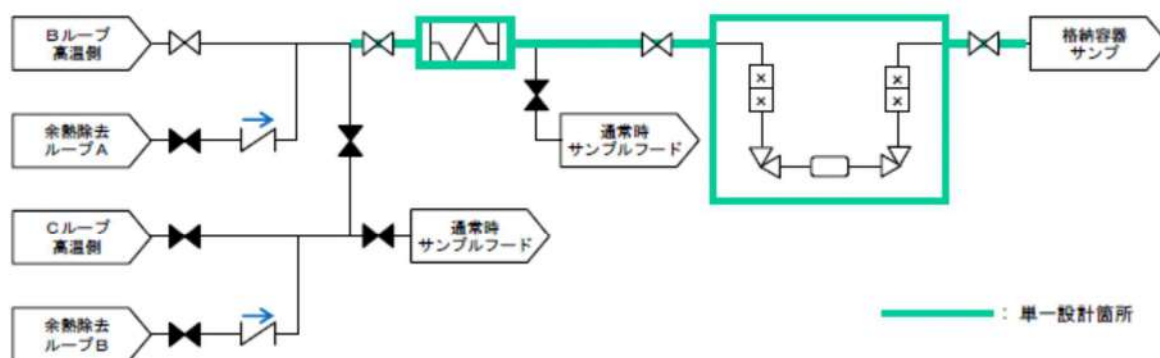 Bループ
高温側
格納容器
サンプ
余熱除去
ループA
通常時
サンプルフード
Cループ
高温側
通常時
サンプルフード
余熱除去
ループB
: 単一設計箇所